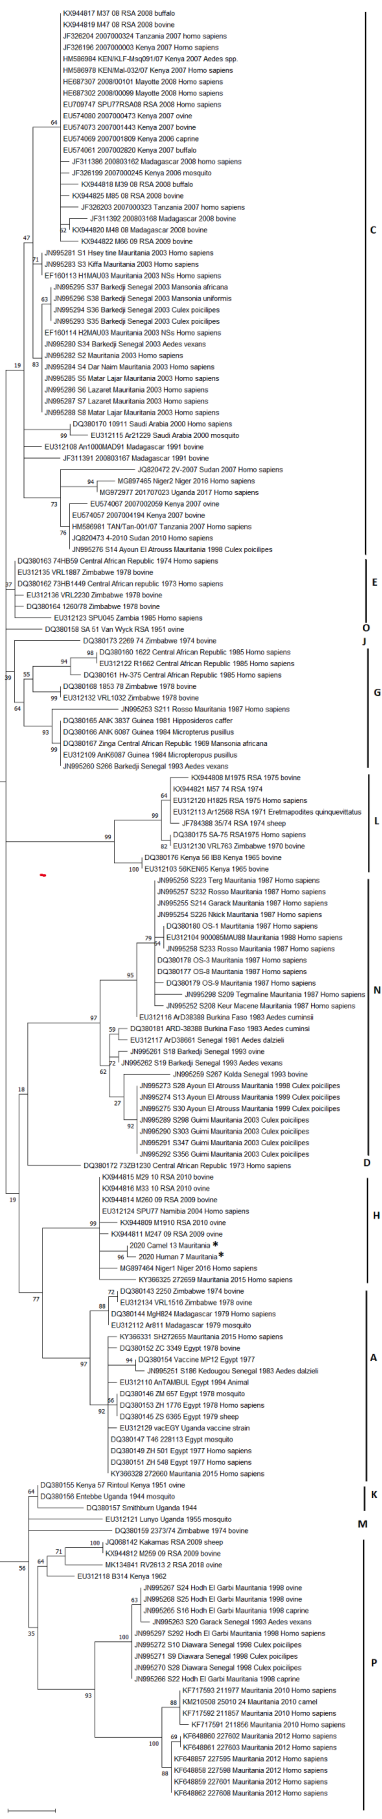 KX944817 M37 08 RSA 2008 buffalo
KX944819 M47 08 RSA 2008 bovine
JF326204 2007000324 Tanzania 2007 homo sapiens
JF326196 2007000003 Kenya 2007 homo sapiens
HM586984 KEN/KLF-Msq091/07 Kenya 2007 Aedes spp.
HM586978 KEN/Mal-032/07 Kenya 2007 Homo sapiens
HE687307 2008/00101 Mayotte 2008 Homo sapiens
HE687302 2008/00099 Mayotte 2008 Homo sapiens
EU709747 SPU77RSA08 RSA 2008 Homo sapiens
EU574080 2007000473 Kenya 2007 ovine
EU574073 2007001443 Kenya 2007 bovine
EU574069 2007001809 Kenya 2006 caprine
EU574061 2007002820 Kenya 2007 buffalo
JF311386 200803162 Madagascar 2008 homo sapiens
JF326199 2007000245 Kenya 2006 mosquito
KX944818 M39 08 RSA 2008 buffalo
KX944825 M85 08 RSA 2008 bovine
JF326203 2007000323 Tanzania 2007 homo sapiens
JF311392 200803168 Madagascar 2008 bovine
KX944820 M48 08 Madagascar 2008 bovine
KX944822 M66 09 RSA 2009 bovine
JN995281 S1 Hsey tine Mauritania 2003 Homo sapiens
JN995283 S3 Kiffa Mauritania 2003 Homo sapiens
EF160113 H1MAU03 Mauritania 2003 NSs Homo sapiens
JN995295 S37 Barkedji Senegal 2003 Mansonia africana
JN995296 S38 Barkedji Senegal 2003 Mansonia uniformis
JN995294 S36 Barkedji Senegal 2003 Culex poicilipes
JN995293 S35 Barkedji Senegal 2003 Culex poicilipes
EF160114 H2MAU03 Mauritania 2003 NSs Homo sapiens
JN995280 S34 Barkedji Senegal 2003 Aedes vexans
JN995282 S2 Mauritania 2003 Homo sapiens
JN995284 S4 Dar Naim Mauritania 2003 Homo sapiens
JN995285 S5 Matar Lajar Mauritania 2003 Homo sapiens
JN995286 S6 Lazaret Mauritania 2003 Homo sapiens
JN995287 S7 Lazaret Mauritania 2003 Homo sapiens
JN995288 S8 Matar Lajar Mauritania 2003 Homo sapiens
DQ380170 10911 Saudi Arabia 2000 Homo sapiens
EU312115 Ar21229 Saudi Arabia 2000 mosquito
EU312108 An1000MAD91 Madagascar 1991 bovine
JF311391 200803167 Madagascar 1991 bovine
JQ820472 2V-2007 Sudan 2007 Homo sapiens
MG897465 Niger2 Niger 2016 Homo sapiens
MG972977 201707023 Uganda 2017 Homo sapiens
EU574067 2007002059 Kenya 2007 ovine
EU574057 2007004194 Kenya 2007 bovine
HM586981 TAN/Tan-001/07 Tanzania 2007 Homo sapiens
JQ820473 4-2010 Sudan 2010 Homo sapiens
JN995276 S14 Ayoun El Atrouss Mauritania 1998 Culex poicilipes
C
DQ380163 74HB59 Central African Republic 1974 Homo sapiens
EU312135 VRL1887 Zimbabwe 1978 bovine
DQ380162 73HB1449 Central African republic 1973 Homo sapiens
EU312136 VRL2230 Zimbabwe 1978 bovine
DQ380164 1260/78 Zimbabwe 1978 bovine
EU312123 SPU045 Zambia 1985 Homo sapiens
E
DQ380158 SA 51 Van Wyck RSA 1951 ovine
O
DQ380173 2269 74 Zimbabwe 1974 bovine
J
DQ380160 1622 Central African Republic 1985 Homo sapiens
EU312122 R1662 Central African Republic 1985 Homo sapiens
DQ380161 Hv-375 Central African Republic 1985 Homo sapiens
DQ380168 1853 78 Zimbabwe 1978 bovine
EU312132 VRL1032 Zimbabwe 1978 bovine
JN995253 S211 Rosso Mauritania 1987 Homo sapiens
DQ380165 ANK 3837 Guinea 1981 Hipposideros caffer
DQ380166 ANK 6087 Guinea 1984 Micropterus pusillus
DQ380167 Zinga Central African Republic 1969 Mansonia africana
EU312109 AnK6087 Guinea 1984 Micropteropus pusillus
JN995260 S266 Barkedji Senegal 1993 Aedes vexans
G
KX944808 M1975 RSA 1975 bovine
KX944821 M57 74 RSA 1974
EU312120 H1825 RSA 1975 Homo sapiens
EU312113 Ar12568 RSA 1971 Eretmapodites quinquevittatus
JF784388 35/74 RSA 1974 sheep
DQ380175 SA-75 RSA1975 Homo sapiens
EU312130 VRL763 Zimbabwe 1970 bovine
DQ380176 Kenya 56 IB8 Kenya 1965 bovine
EU312103 56KEN65 Kenya 1965 bovine
L
JN995256 S223 Terg Mauritania 1987 Homo sapiens
JN995257 S232 Rosso Mauritania 1987 Homo sapiens
JN995255 S214 Garack Mauritania 1987 Homo sapiens
JN995254 S226 Nkick Mauritania 1987 Homo sapiens
DQ380180 OS-1 Mauritania 1987 Homo sapiens
EU312104 900085MAU88 Mauritania 1988 Homo sapiens
JN995258 S233 Rosso Mauritania 1987 Homo sapiens
DQ380178 OS-3 Mauritania 1987 Homo sapiens
DQ380177 OS-8 Mauritania 1987 Homo sapiens
DQ380179 OS-9 Mauritania 1987 Homo sapiens
JN995298 S209 Tegmaline Mauritana 1987 Homo sapiens
JN995252 S208 Keur Macene Mauritania 1987 Homo sapiens
EU312116 ArD38388 Burkina Faso 1983 Aedes cuminsii
DQ380181 ARD-38388 Burkina Faso 1983 Aedes cuminsi
EU312117 ArD38661 Senegal 1981 Aedes dalzieli
JN995261 S18 Barkedji Senegal 1993 ovine
JN995262 S19 Barkedji Senegal 1993 Aedes vexans
JN995259 S267 Kolda Senegal 1993 bovine
JN995273 S28 Ayoun El Atrouss Mauritania 1998 Culex poicilipes
JN995274 S13 Ayoun El Atrouss Mauritania 1999 Culex poicilipes
JN995275 S30 Ayoun El Atrouss Mauritania 1999 Culex poicilipes
JN995289 S298 Guimi Mauritania 2003 Culex poicilipes
JN995290 S303 Guimi Mauritania 2003 Culex poicilipes
JN995291 S347 Guimi Mauritania 2003 Culex poicilipes
JN995292 S356 Guimi Mauritania 2003 Culex poicilipes
N
DQ380172 73ZB1230 Central African Republic 1973 Homo sapiens
D
KX944815 M29 10 RSA 2010 bovine
KX944816 M33 10 RSA 2010 ovine
KX944814 M260 09 RSA 2009 bovine
EU312124 SPU77 Namibia 2004 Homo sapiens
KX944809 M1910 RSA 2010 ovine
KX944811 M247 09 RSA 2009 ovine
2020 Camel 13 Mauritania *
2020 Human 7 Mauritania *
MG897464 Niger1 Niger 2016 Homo sapiens
KY366325 272659 Mauritania 2015 Homo sapiens
H
DQ380143 2250 Zimbabwe 1974 bovine
EU312134 VRL1516 Zimbabwe 1978 ovine
DQ380144 MgH824 Madagascar 1979 Homo sapiens
EU312112 Ar811 Madagascar 1979 mosquito
KY366331 SH272655 Mauritania 2015 Homo sapiens
DQ380152 ZC 3349 Egypt 1978 bovine
DQ380154 Vaccine MP12 Egypt 1977
JN995251 S186 Kedougou Senegal 1983 Aedes dalzieli
EU312110 AnTAMBUL Egypt 1994 Animal
DQ380146 ZM 657 Egypt 1978 mosquito
DQ380153 ZH 1776 Egypt 1978 Homo sapiens
DQ380145 ZS 6365 Egypt 1979 sheep
EU312129 vacEGY Uganda vaccine strain
DQ380147 T46 228113 Egypt mosquito
DQ380149 ZH 501 Egypt 1977 Homo sapiens
DQ380151 ZH 548 Egypt 1977 Homo sapiens
KY366328 272660 Mauritania 2015 Homo sapiens
A
DQ380155 Kenya 57 Rintoul Kenya 1951 ovine
DQ380156 Entebbe Uganda 1944 mosquito
DQ380157 Smithburn Uganda 1944
K
EU312121 Lunyo Uganda 1955 mosquito
M
DQ380159 2373/74 Zimbabwe 1974 bovine
JQ068142 Kakamas RSA 2009 sheep
KX944812 M259 09 RSA 2009 bovine
MK134841 RV2613 2 RSA 2018 ovine
EU312118 B314 Kenya 1962
JN995267 S24 Hodh El Garbi Mauritania 1998 ovine
JN995268 S25 Hodh El Garbi Mauritania 1998 ovine
JN995265 S16 Hodh El Garbi Mauritania 1998 caprine
JN995263 S20 Garack Senegal 1993 Aedes vexans
JN995297 S292 Hodh El Garbi Mauritania 1998 Homo sapiens
JN995272 S10 Diawara Senegal 1998 Culex poicilipes
JN995271 S9 Diawara Senegal 1998 Culex poicilipes
JN995270 S28 Diawara Senegal 1998 Culex poicilipes
JN995266 S22 Hodh El Garbi Mauritania 1998 caprine
KF717593 211977 Mauritania 2010 Homo sapiens
KM210508 25010 24 Mauritania 2010 camel
KF717592 211857 Mauritania 2010 Homo sapiens
KF717591 211856 Mauritania 2010 Homo sapiens
KF648860 227602 Mauritania 2012 Homo sapiens
KF648861 227603 Mauritania 2012 Homo sapiens
KF648857 227595 Mauritania 2012 Homo sapiens
KF648858 227598 Mauritania 2012 Homo sapiens
KF648859 227601 Mauritania 2012 Homo sapiens
KF648862 227608 Mauritania 2012 Homo sapiens
P